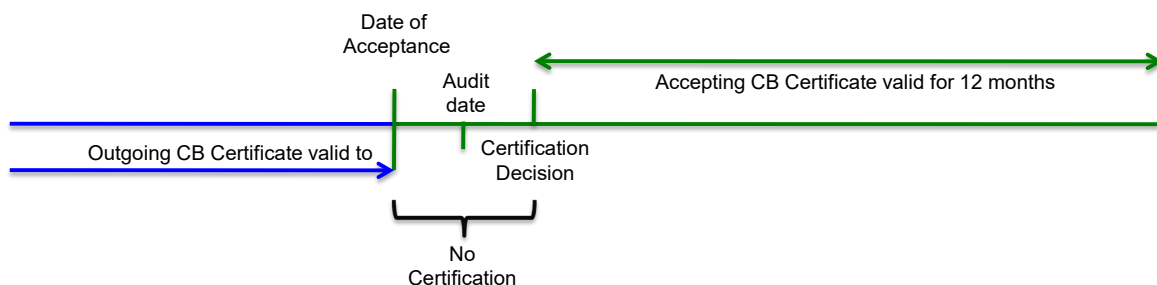 Date of
Acceptance
Audit
date
Accepting CB Certificate valid for 12 months
Outgoing CB Certificate valid to
Certification
Decision
No
Certification